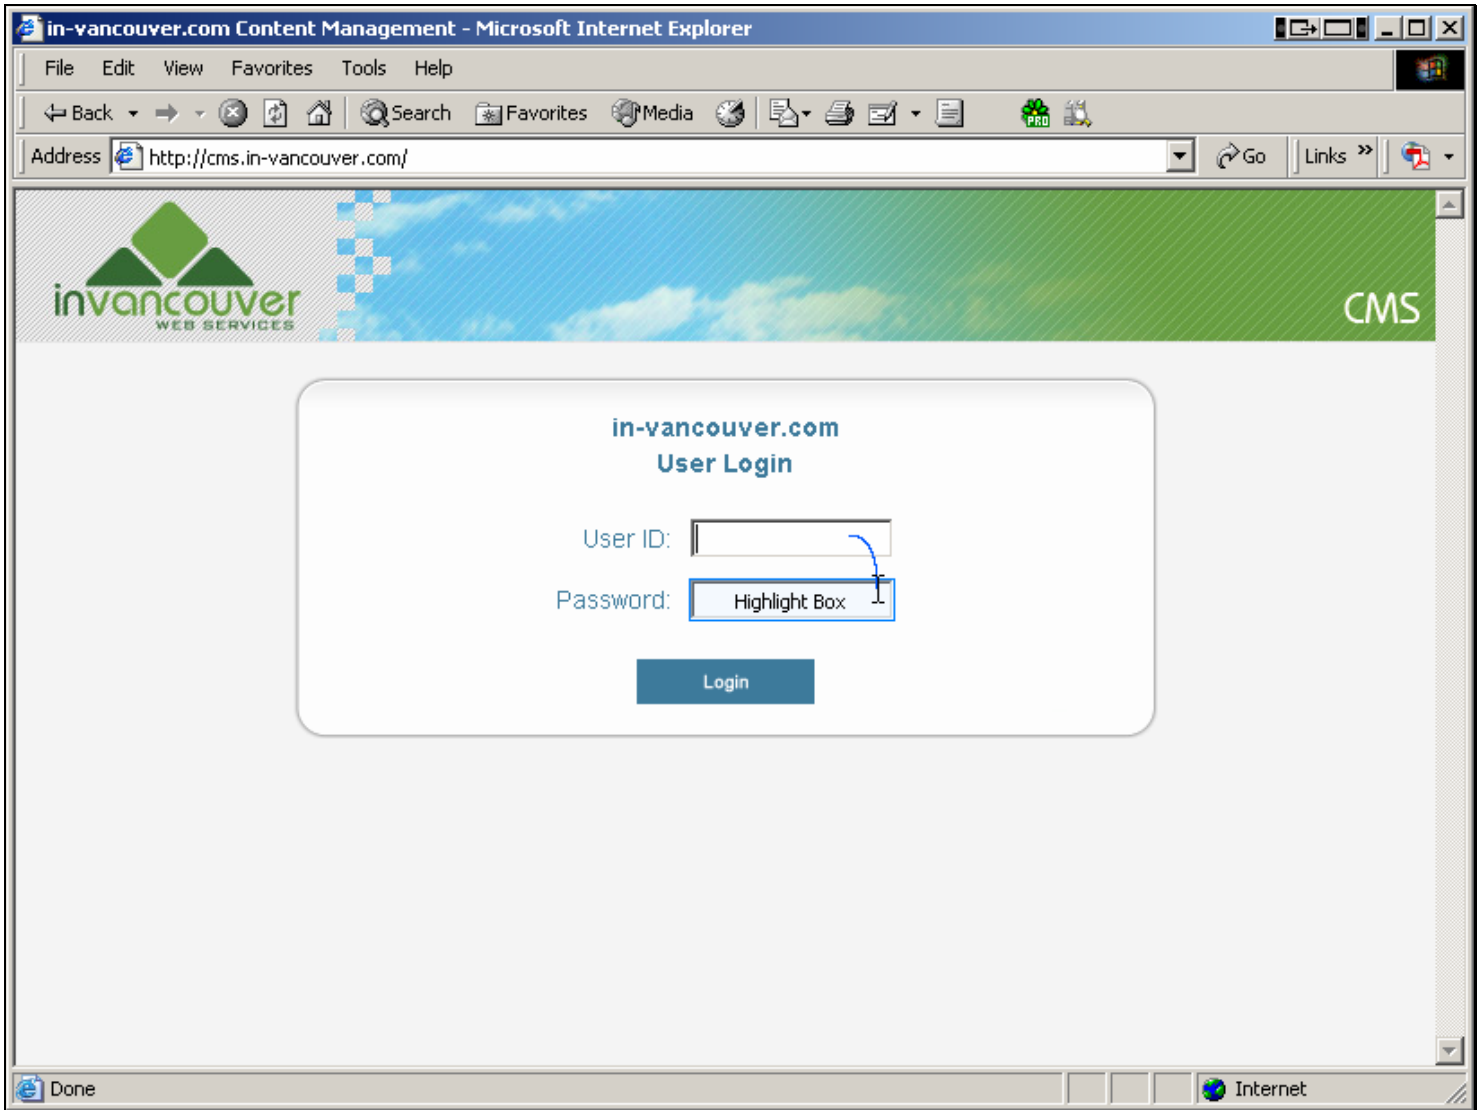 in-vancouver.com Content Management - Microsoft Internet Explorer
File Edit View Favorites Tools Help
Back Search Favorites Media PRO
Address http://cms.in-vancouver.com/ Go Links »
invancouver
WEB SERVICES
CMS
in-vancouver.com
User Login
User ID:
Password: Highlight Box
Login
Done Internet